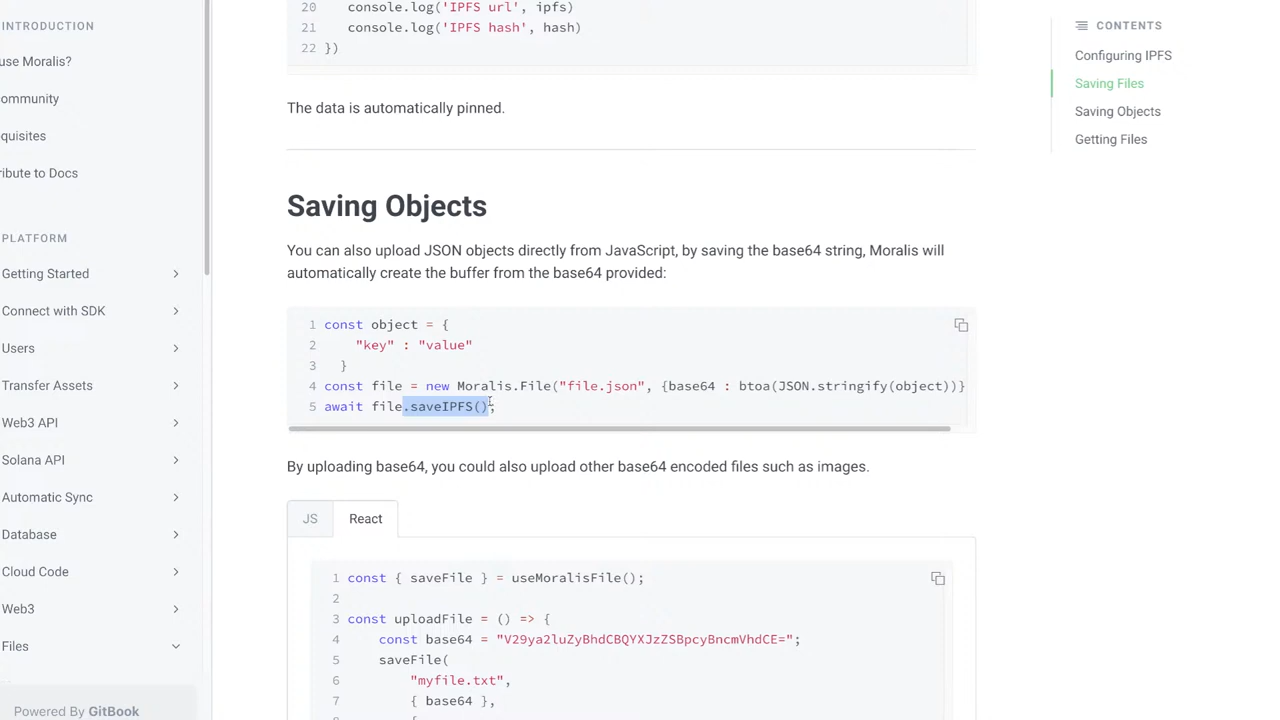 INTRODUCTION
use Moralis?
ommunity
quisites
ribute to Docs
PLATFORM
Getting Started
Connect with SDK
Users
Transfer Assets
Web3 API
Solana API
Automatic Sync
Database
Cloud Code
Web3
Files
Powered By GitBook
20 console.log('IPFS url', ipfs)
21 console.log('IPFS hash', hash)
22 })
The data is automatically pinned.
Saving Objects
You can also upload JSON objects directly from JavaScript, by saving the base64 string, Moralis will
automatically create the buffer from the base64 provided:
1 const object = {
2 "key" : "value"
3 }
4 const file = new Moralis.File("file.json", {base64 : btoa(JSON.stringify(object))}
5 await file.saveIPFS();
By uploading base64, you could also upload other base64 encoded files such as images.
JS React
1 const { saveFile } = useMoralisFile();
2
3 const uploadFile = () => {
4 const base64 = "V29ya2luZyBhdCBQYXJzZSBpcyBncmVhdCE=";
5 saveFile(
6 "myfile.txt",
7 { base64 },
CONTENTS
Configuring IPFS
Saving Files
Saving Objects
Getting Files